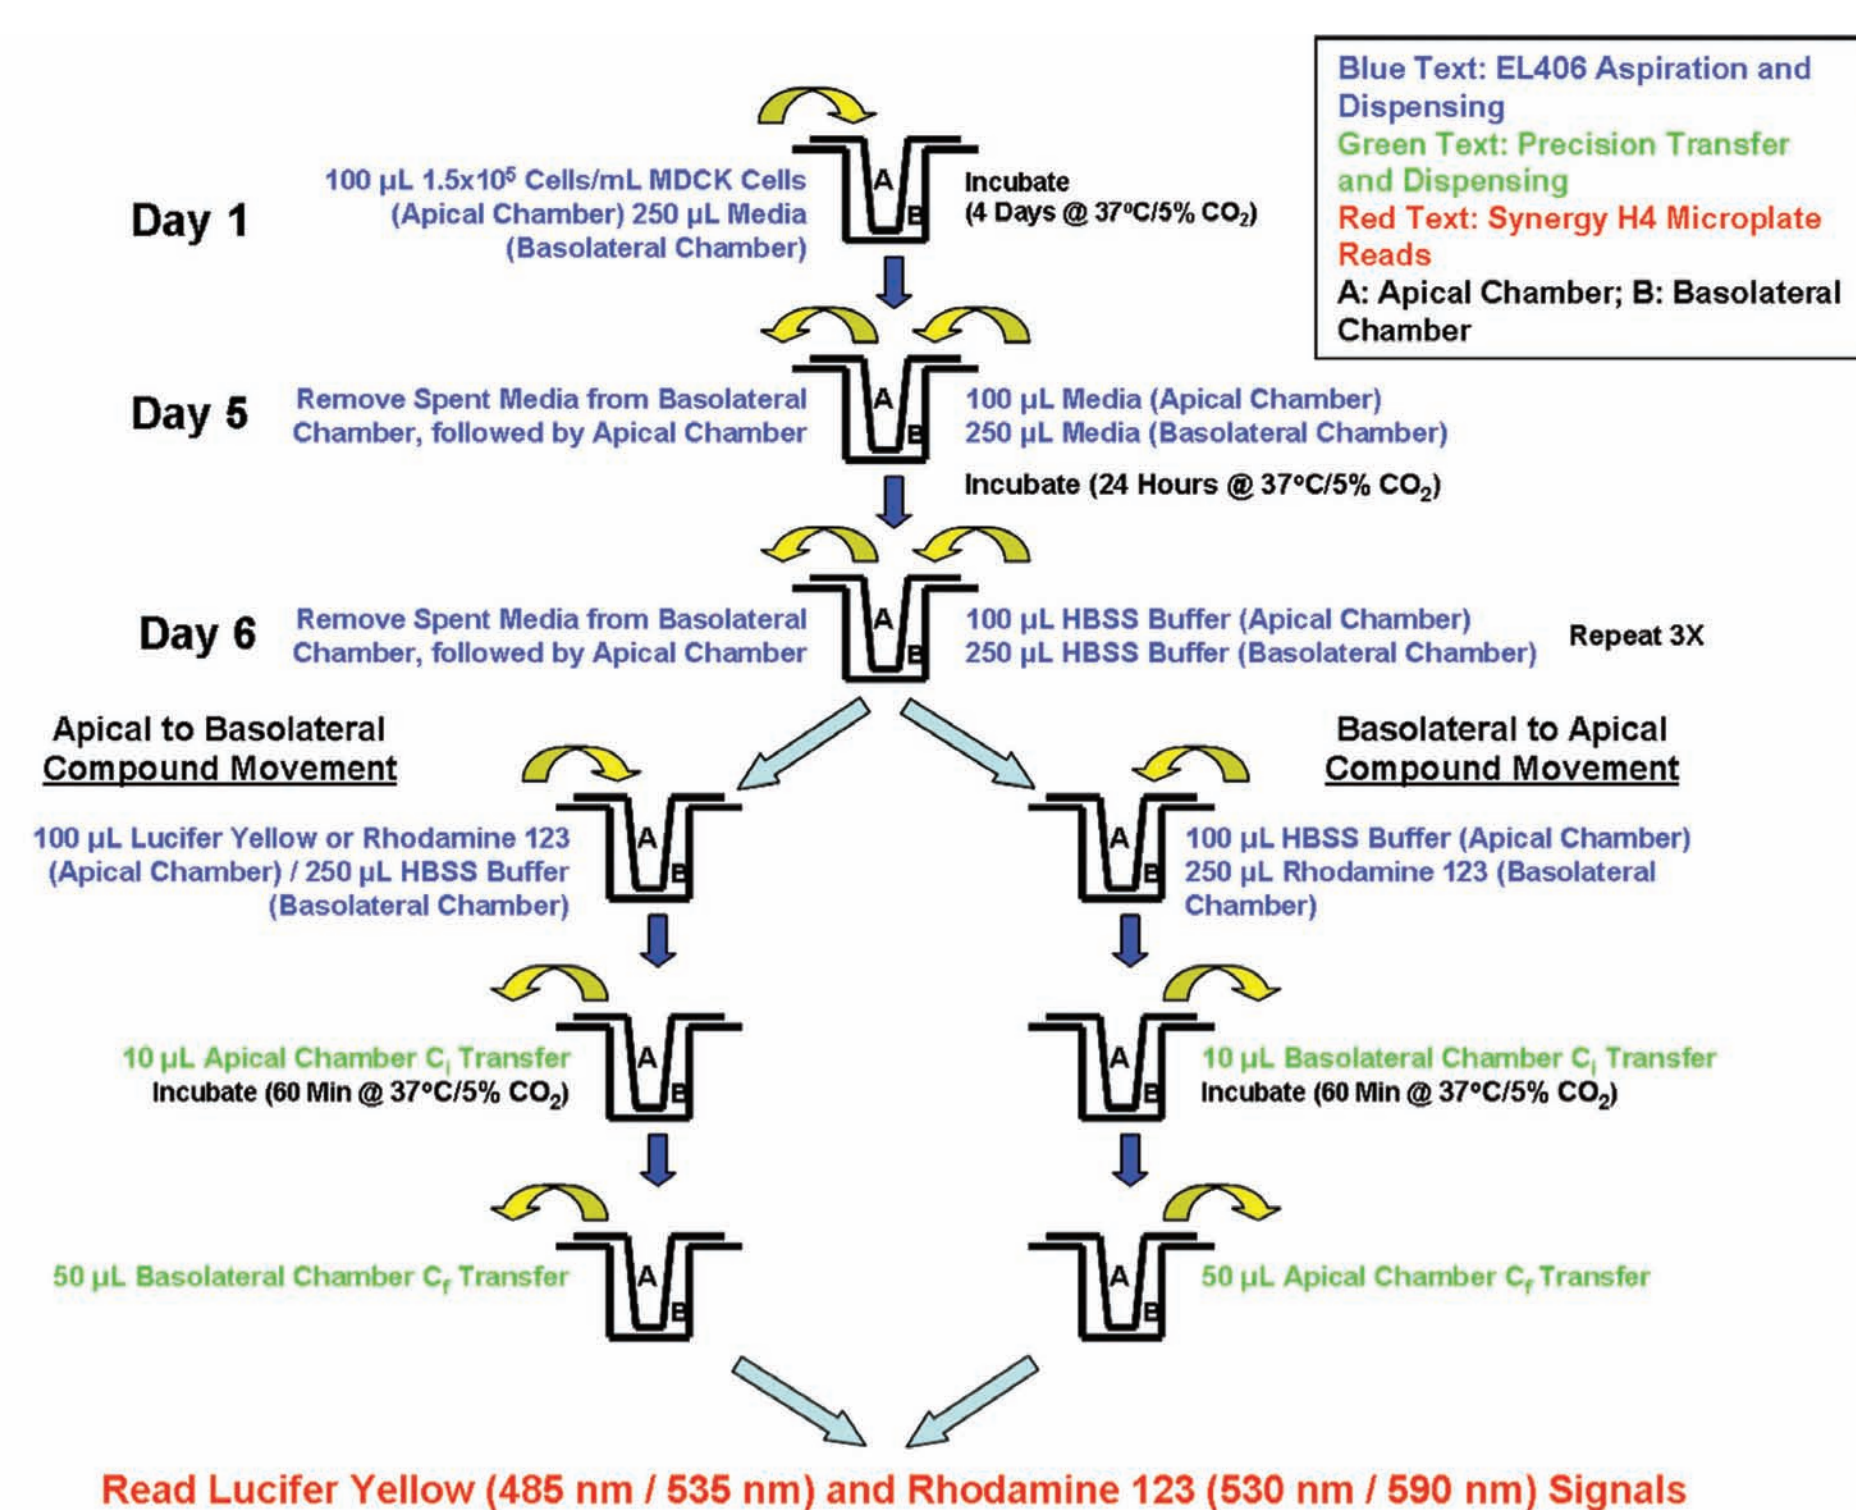 Blue Text: EL406 Aspiration and
Dispensing
Green Text: Precision Transfer
and Dispensing
Red Text: Synergy H4 Microplate
Reads
A: Apical Chamber; B: Basolateral
Chamber
Day 1
100 µL 1.5x10⁵ Cells/mL MDCK Cells
(Apical Chamber) 250 µL Media
(Basolateral Chamber)
A
B
Incubate
(4 Days @ 37ºC/5% CO₂)
Day 5
Remove Spent Media from Basolateral
Chamber, followed by Apical Chamber
A
B
100 µL Media (Apical Chamber)
250 µL Media (Basolateral Chamber)
Incubate (24 Hours @ 37ºC/5% CO₂)
Day 6
Remove Spent Media from Basolateral
Chamber, followed by Apical Chamber
A
B
100 µL HBSS Buffer (Apical Chamber)
250 µL HBSS Buffer (Basolateral Chamber)
Repeat 3X
Apical to Basolateral
Compound Movement
100 µL Lucifer Yellow or Rhodamine 123
(Apical Chamber) / 250 µL HBSS Buffer
(Basolateral Chamber)
A
B
10 µL Apical Chamber Cᵢ Transfer
Incubate (60 Min @ 37ºC/5% CO₂)
A
B
50 µL Basolateral Chamber C_f Transfer
A
B
Basolateral to Apical
Compound Movement
A
B
100 µL HBSS Buffer (Apical Chamber)
250 µL Rhodamine 123 (Basolateral
Chamber)
A
B
10 µL Basolateral Chamber Cᵢ Transfer
Incubate (60 Min @ 37ºC/5% CO₂)
A
B
50 µL Apical Chamber C_f Transfer
Read Lucifer Yellow (485 nm / 535 nm) and Rhodamine 123 (530 nm / 590 nm) Signals